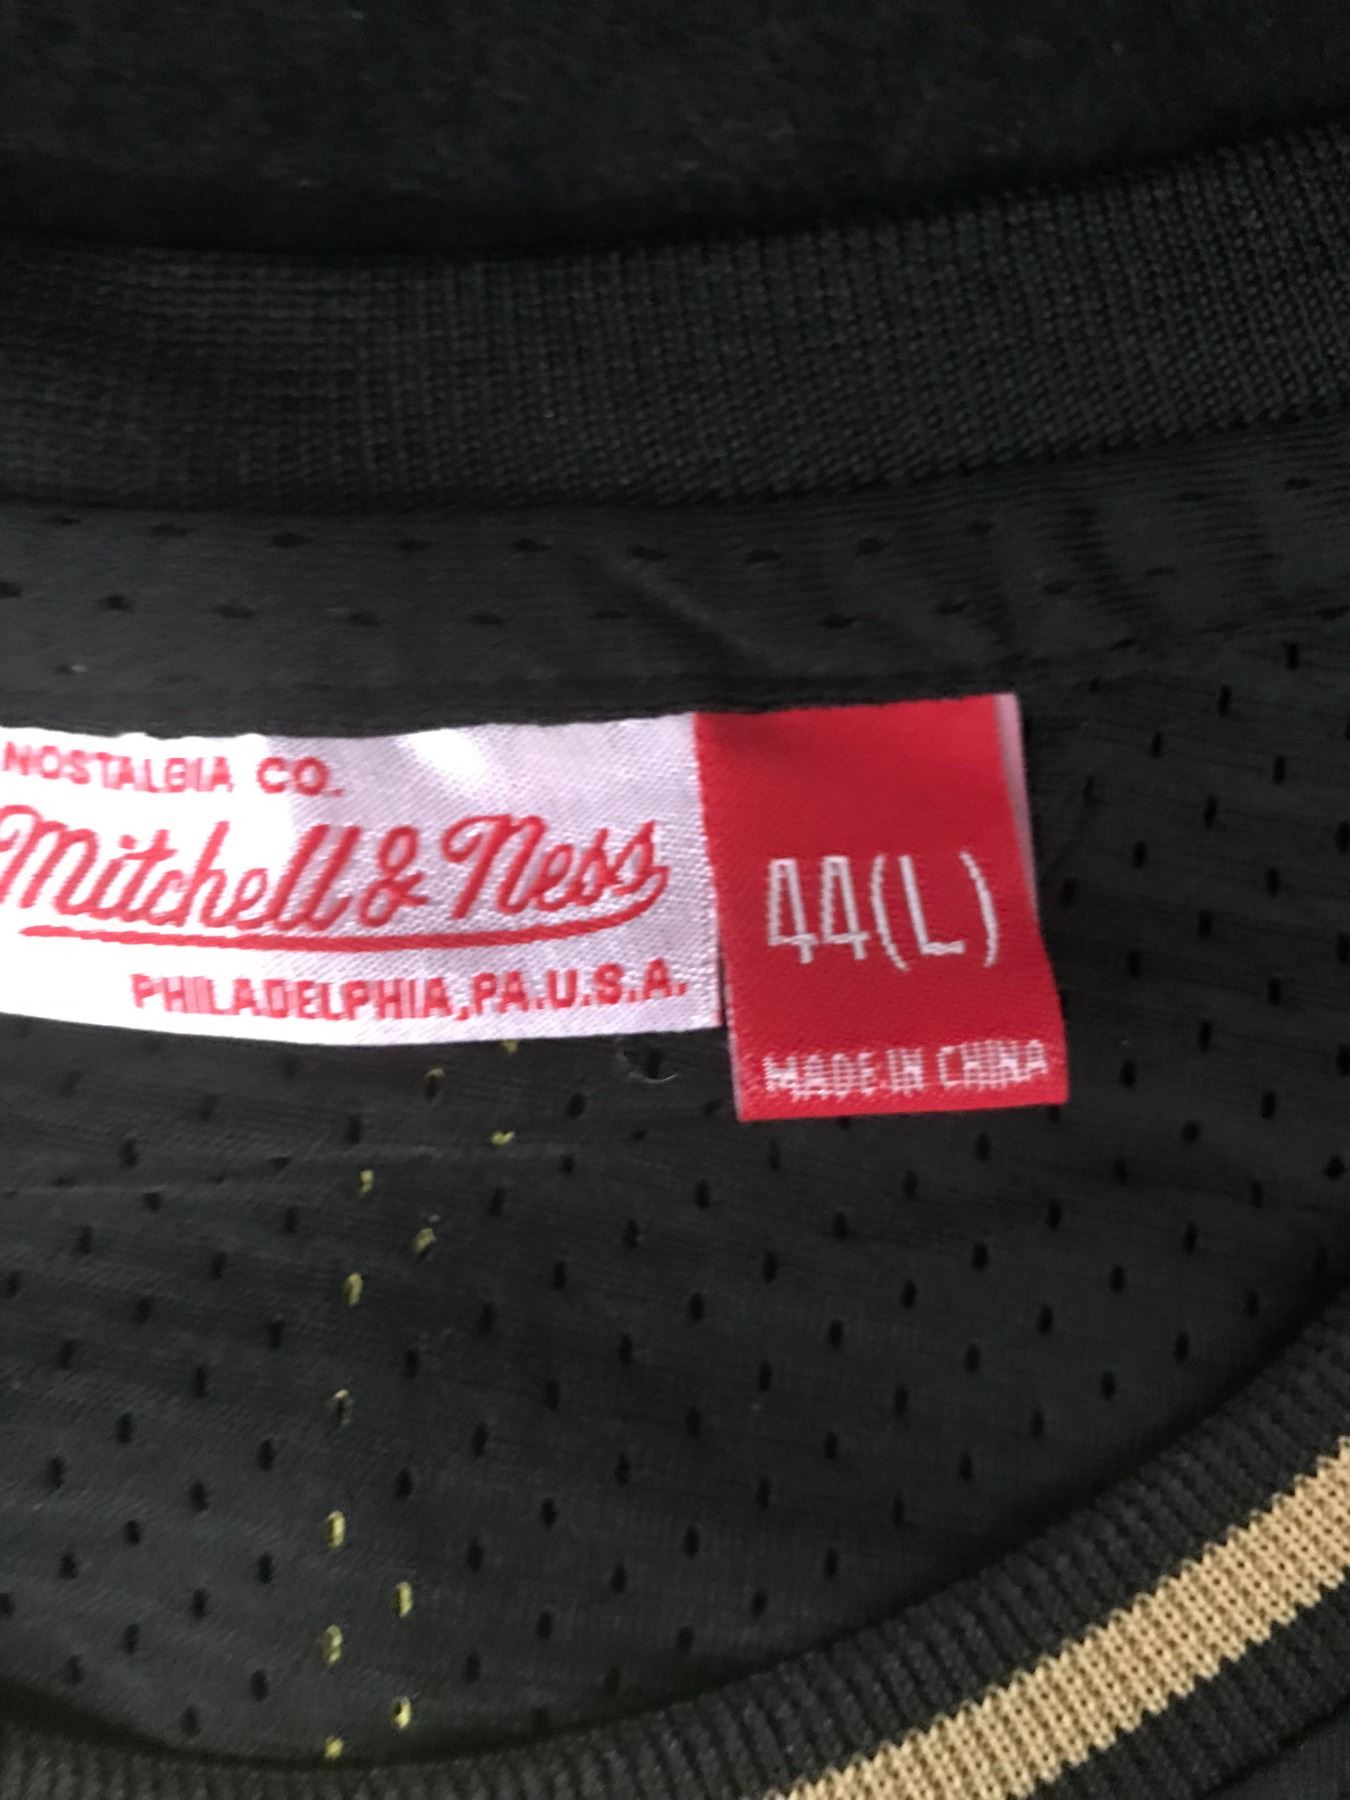 NOSTALGIA CO.
Mitchell & Ness
PHILADELPHIA, PA. U.S.A.
44(L)
MADE IN CHINA